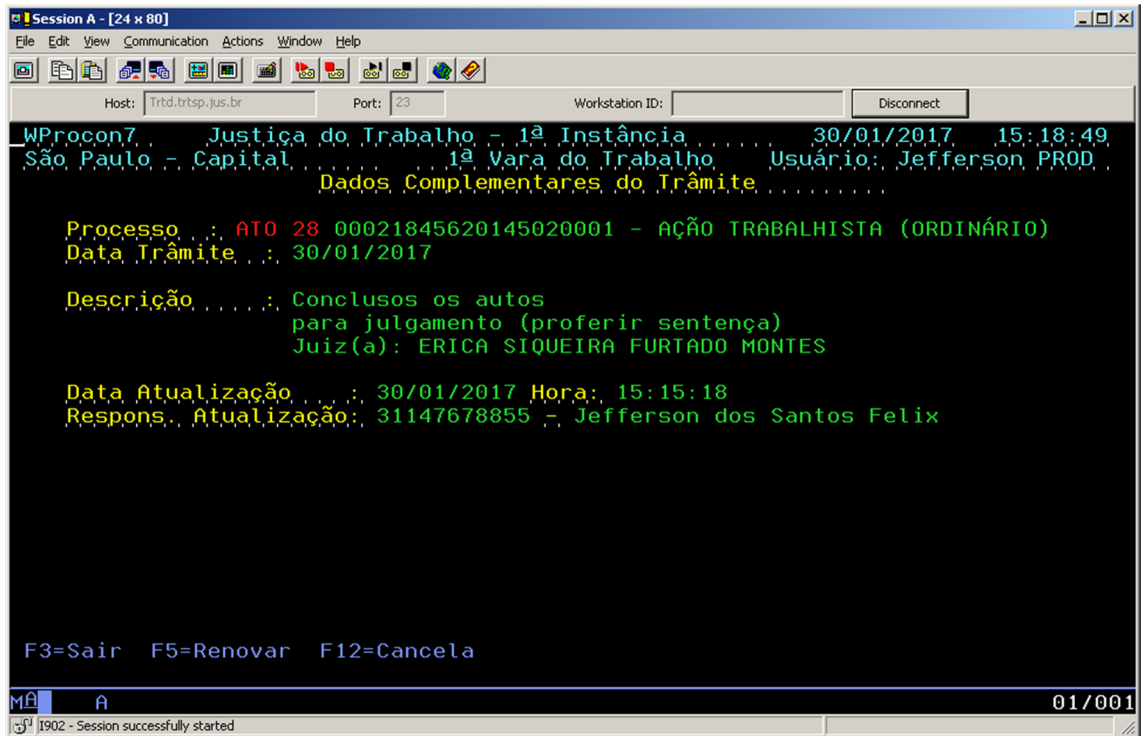 Session A - [24 x 80]
File Edit View Communication Actions Window Help
Host: Trtd.trtsp.jus.br Port: 23 Workstation ID: Disconnect
WProcon7 Justiça do Trabalho - 1ª Instância 30/01/2017 15:18:49
São Paulo - Capital 1ª Vara do Trabalho Usuário: Jefferson PROD
Dados Complementares do Trâmite
Processo : ATO 28 00021845620145020001 - AÇÃO TRABALHISTA (ORDINÁRIO)
Data Trâmite : 30/01/2017
Descrição : Conclusos os autos
para julgamento (proferir sentença)
Juiz(a): ERICA SIQUEIRA FURTADO MONTES
Data Atualização : 30/01/2017 Hora: 15:15:18
Respons. Atualização: 31147678855 - Jefferson dos Santos Felix
F3=Sair F5=Renovar F12=Cancela
MA A 01/001
I902 - Session successfully started